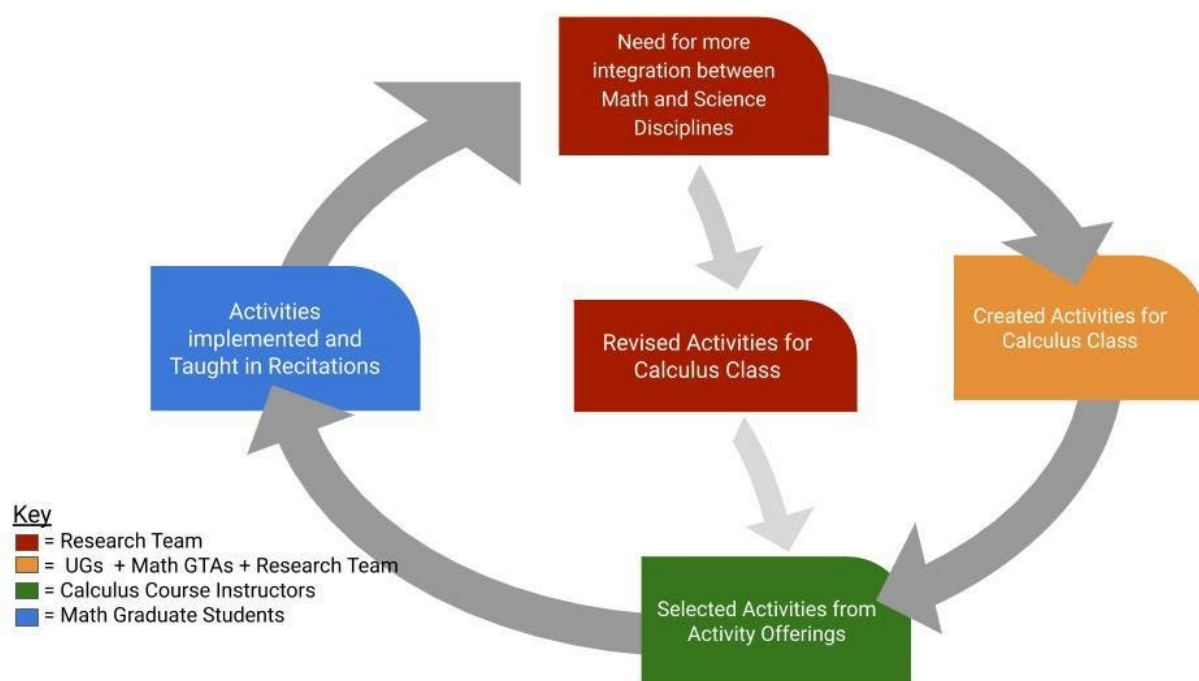 Need for more
integration between
Math and Science
Disciplines
Activities
implemented and
Taught in Recitations
Revised Activities for
Calculus Class
Created Activities for
Calculus Class
Selected Activities from
Activity Offerings
Key
= Research Team
= UGs + Math GTAs + Research Team
= Calculus Course Instructors
= Math Graduate Students